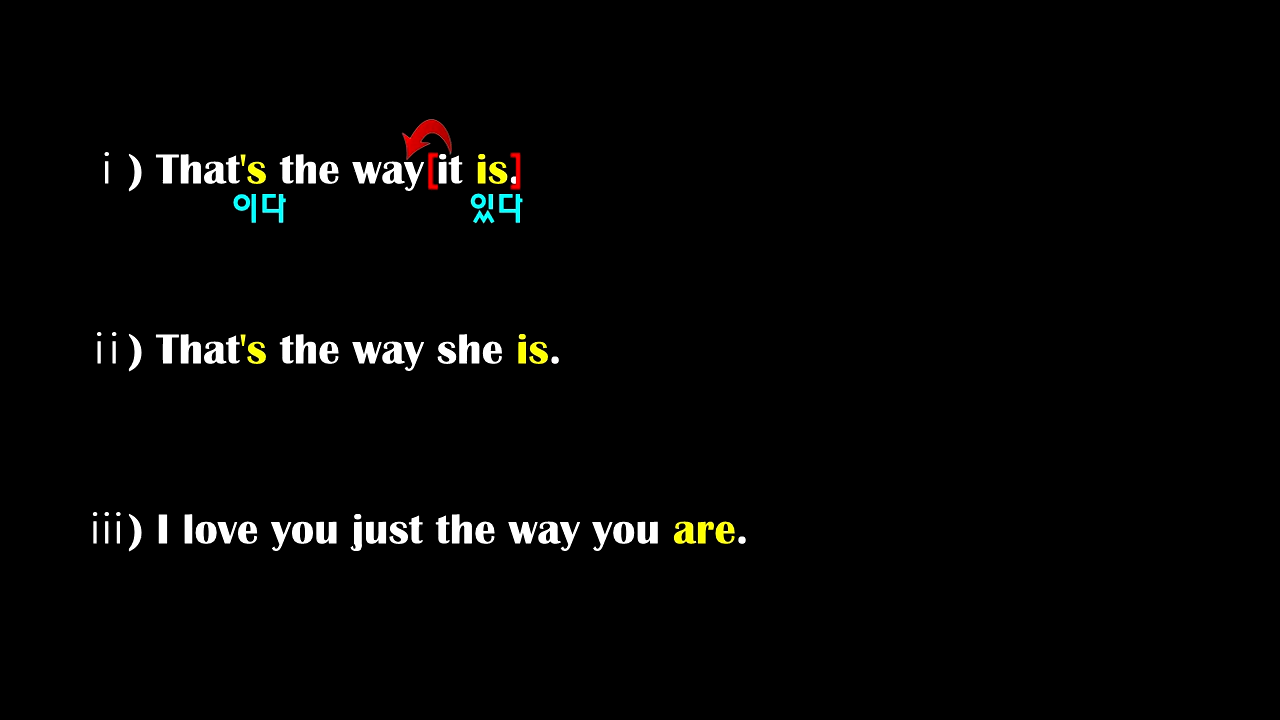 ⅰ) That's the way[it is.]
이다 있다
ⅱ) That's the way she is.
ⅲ) I love you just the way you are.